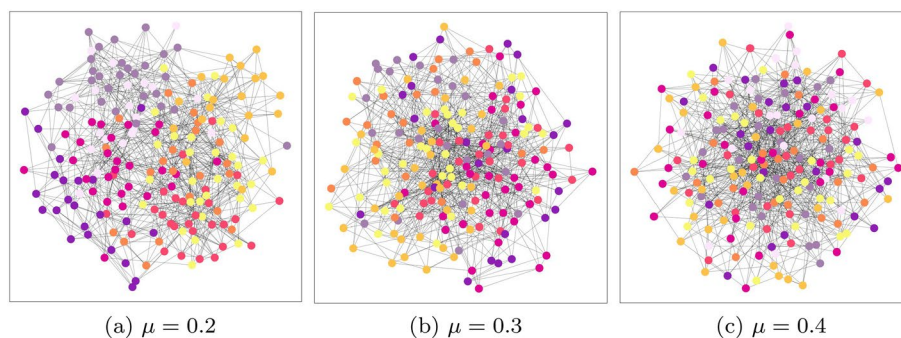 (a) μ = 0.2
(b) μ = 0.3
(c) μ = 0.4